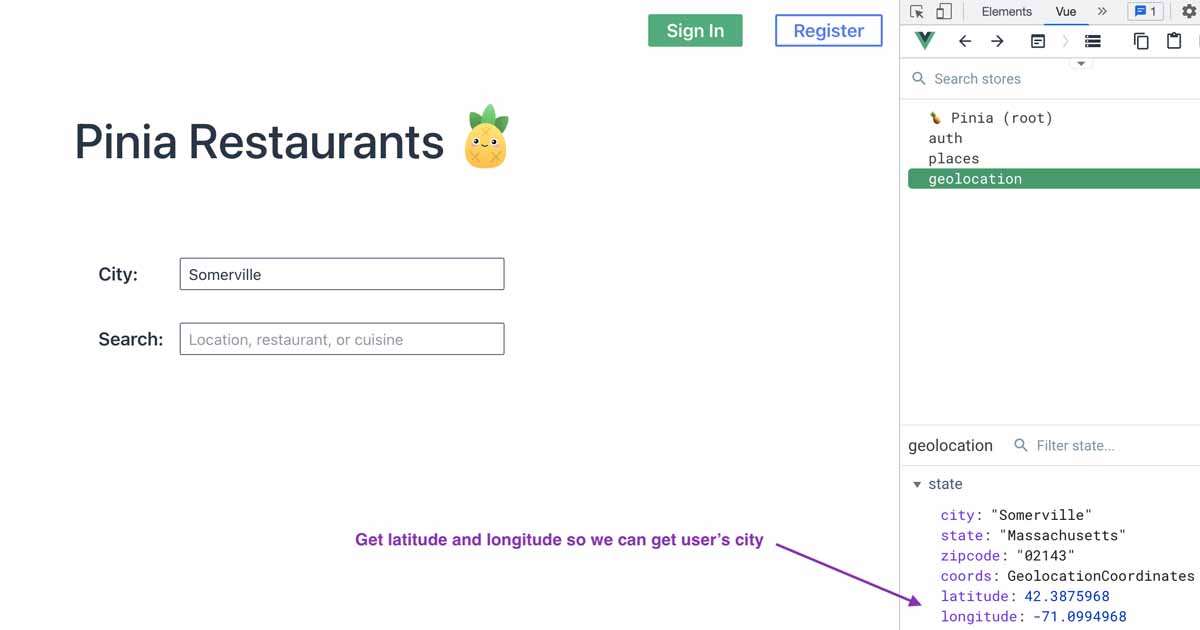 Sign In
Register
Pinia Restaurants
City:
Somerville
Search:
Location, restaurant, or cuisine
Get latitude and longitude so we can get user’s city
Elements Vue » 1
Search stores
Pinia (root)
auth
places
geolocation
geolocation Filter state...
state
city: "Somerville"
state: "Massachusetts"
zipcode: "02143"
coords: GeolocationCoordinates
latitude: 42.3875968
longitude: -71.0994968